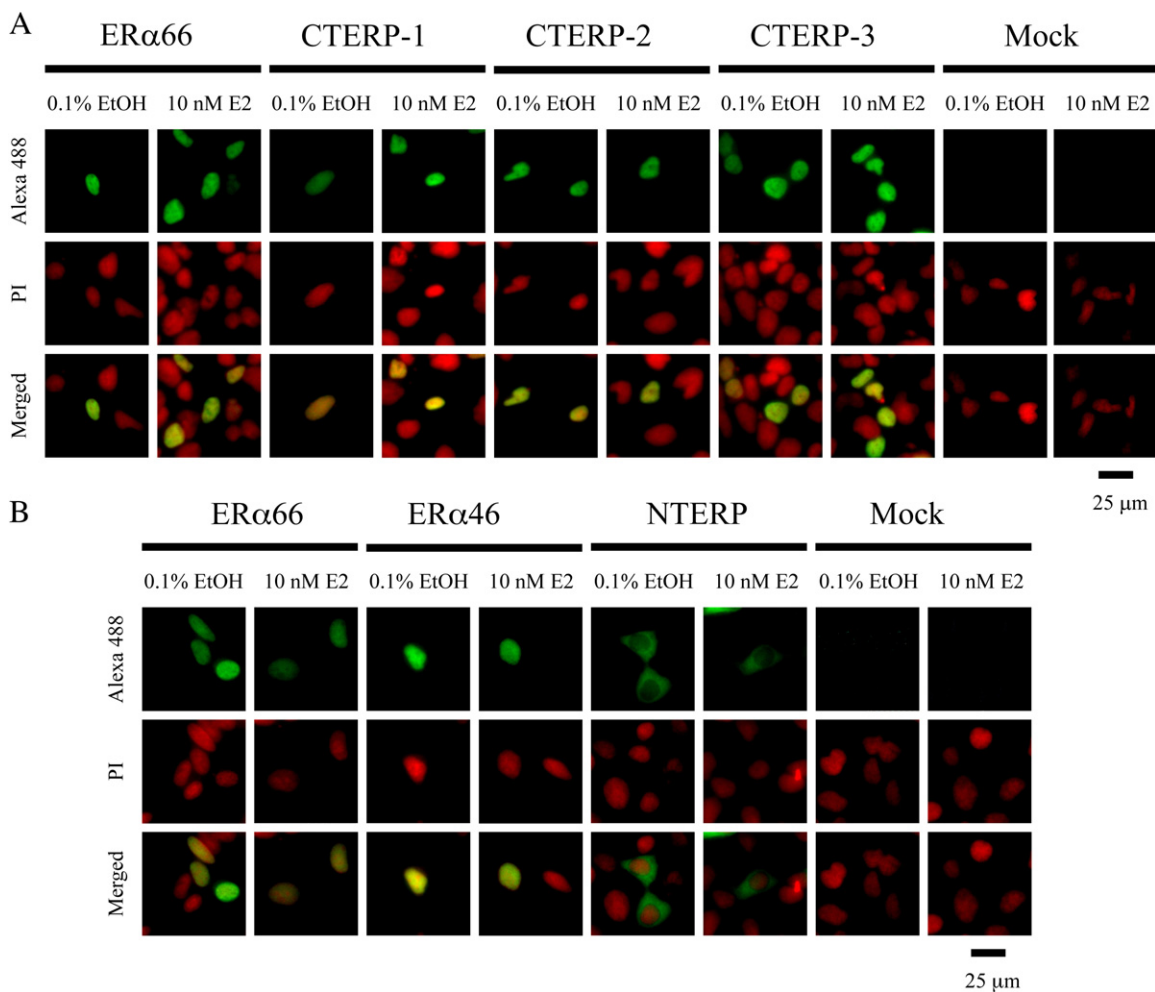 A
ERα66 CTERP-1 CTERP-2 CTERP-3 Mock
0.1% EtOH 10 nM E2 0.1% EtOH 10 nM E2 0.1% EtOH 10 nM E2 0.1% EtOH 10 nM E2 0.1% EtOH 10 nM E2
Alexa 488
PI
Merged
25 μm
B
ERα66 ERα46 NTERP Mock
0.1% EtOH 10 nM E2 0.1% EtOH 10 nM E2 0.1% EtOH 10 nM E2 0.1% EtOH 10 nM E2
Alexa 488
PI
Merged
25 μm